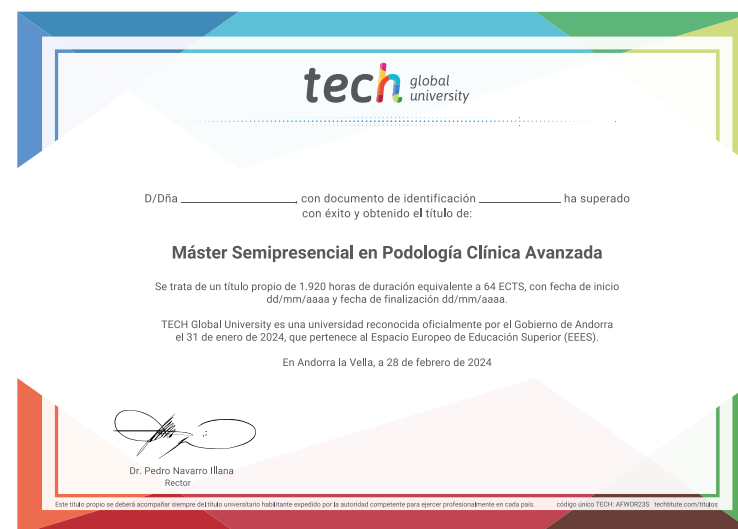 tech global university
D/Dña ____________________, con documento de identificación ______________ ha superado
con éxito y obtenido el título de:
Máster Semipresencial en Podología Clínica Avanzada
Se trata de un título propio de 1.920 horas de duración equivalente a 64 ECTS, con fecha de inicio
dd/mm/aaaa y fecha de finalización dd/mm/aaaa.
TECH Global University es una universidad reconocida oficialmente por el Gobierno de Andorra
el 31 de enero de 2024, que pertenece al Espacio Europeo de Educación Superior (EEES).
En Andorra la Vella, a 28 de febrero de 2024
Dr. Pedro Navarro Illana
Rector
Este título propio se deberá acompañar siempre del título universitario habilitante expedido por la autoridad competente para ejercer profesionalmente en cada país. código único TECH: AFWOR23S techtitute.com/titulos